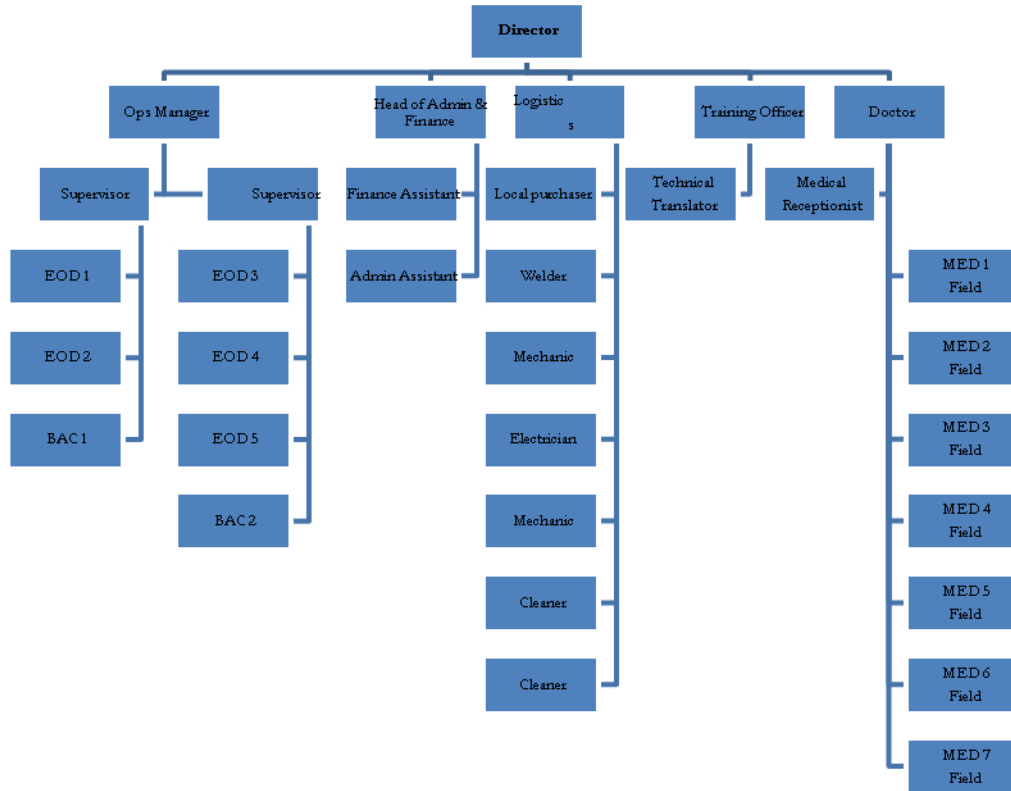 Director
Ops Manager
Head of Admin &
Finance
Logistic
s
Training Officer
Doctor
Supervisor
Supervisor
Finance Assistant
Local purchaser
Technical
Translator
Medical
Receptionist
EOD 1
EOD 3
Admin Assistant
Welder
MED 1
Field
EOD 2
EOD 4
Mechanic
MED 2
Field
BAC 1
EOD 5
Electrician
MED 3
Field
BAC 2
Mechanic
MED 4
Field
Cleaner
MED 5
Field
Cleaner
MED 6
Field
MED 7
Field